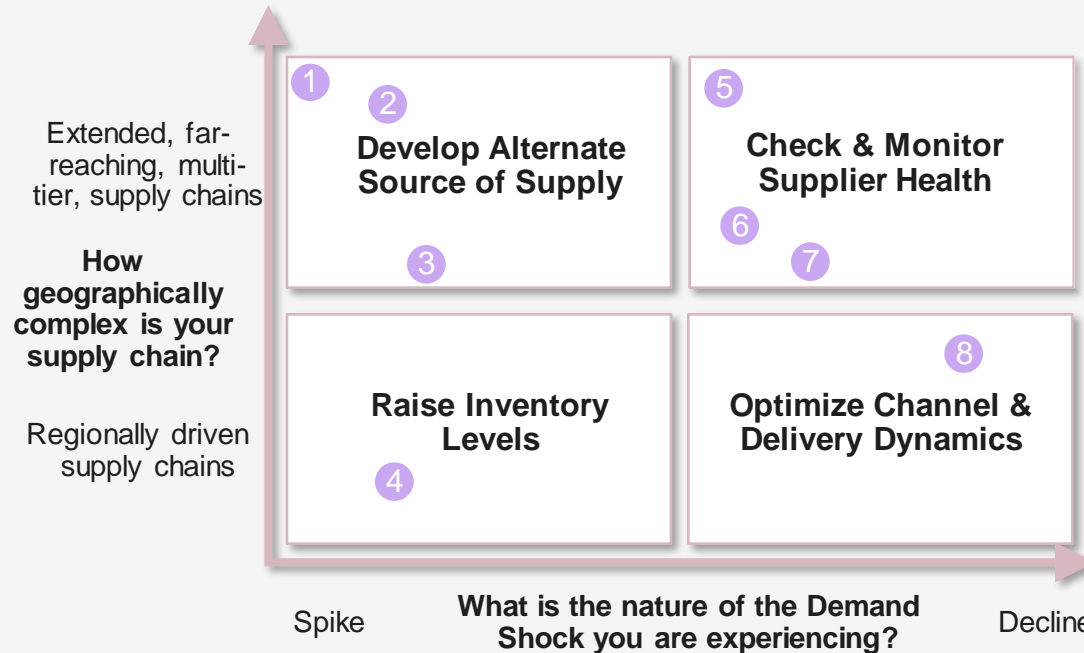 Extended, far-
reaching, multi-
tier, supply chains
How
geographically
complex is your
supply chain?
Regionally driven
supply chains
1
2
Develop Alternate
Source of Supply
3
5
Check & Monitor
Supplier Health
6
7
Raise Inventory
Levels
4
8
Optimize Channel &
Delivery Dynamics
Spike
What is the nature of the Demand
Shock you are experiencing?
Decline